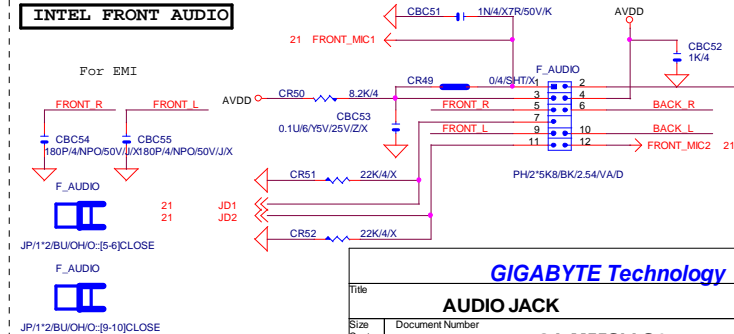 INTEL FRONT AUDIO
CBC51
1N/4/X7R/50V/K
AVDD
21 FRONT_MIC1
CBC52
1K/4
For EMI
CR49
0/4/SHT/X
F_AUDIO
1 2
AVDD
CR50
8.2K/4
3 4
FRONT_R
FRONT_L
FRONT_R
5 6
BACK_R
CBC53
0.1U/6/Y5V/25V/Z/X
7
FRONT_L
9 10
BACK_L
CBC54
180P/4/NPO/50V/J/X
CBC55
180P/4/NPO/50V/J/X
11 12
FRONT_MIC2 21
PH/2*5K8/BK/2.54/VA/D
CR51
22K/4/X
F_AUDIO
21 JD1
21 JD2
CR52
22K/4/X
JP/1*2/BU/OH/O:[5-6]CLOSE
F_AUDIO
JP/1*2/BU/OH/O:[9-10]CLOSE
GIGABYTE Technology
Title
AUDIO JACK
Size
Document Number